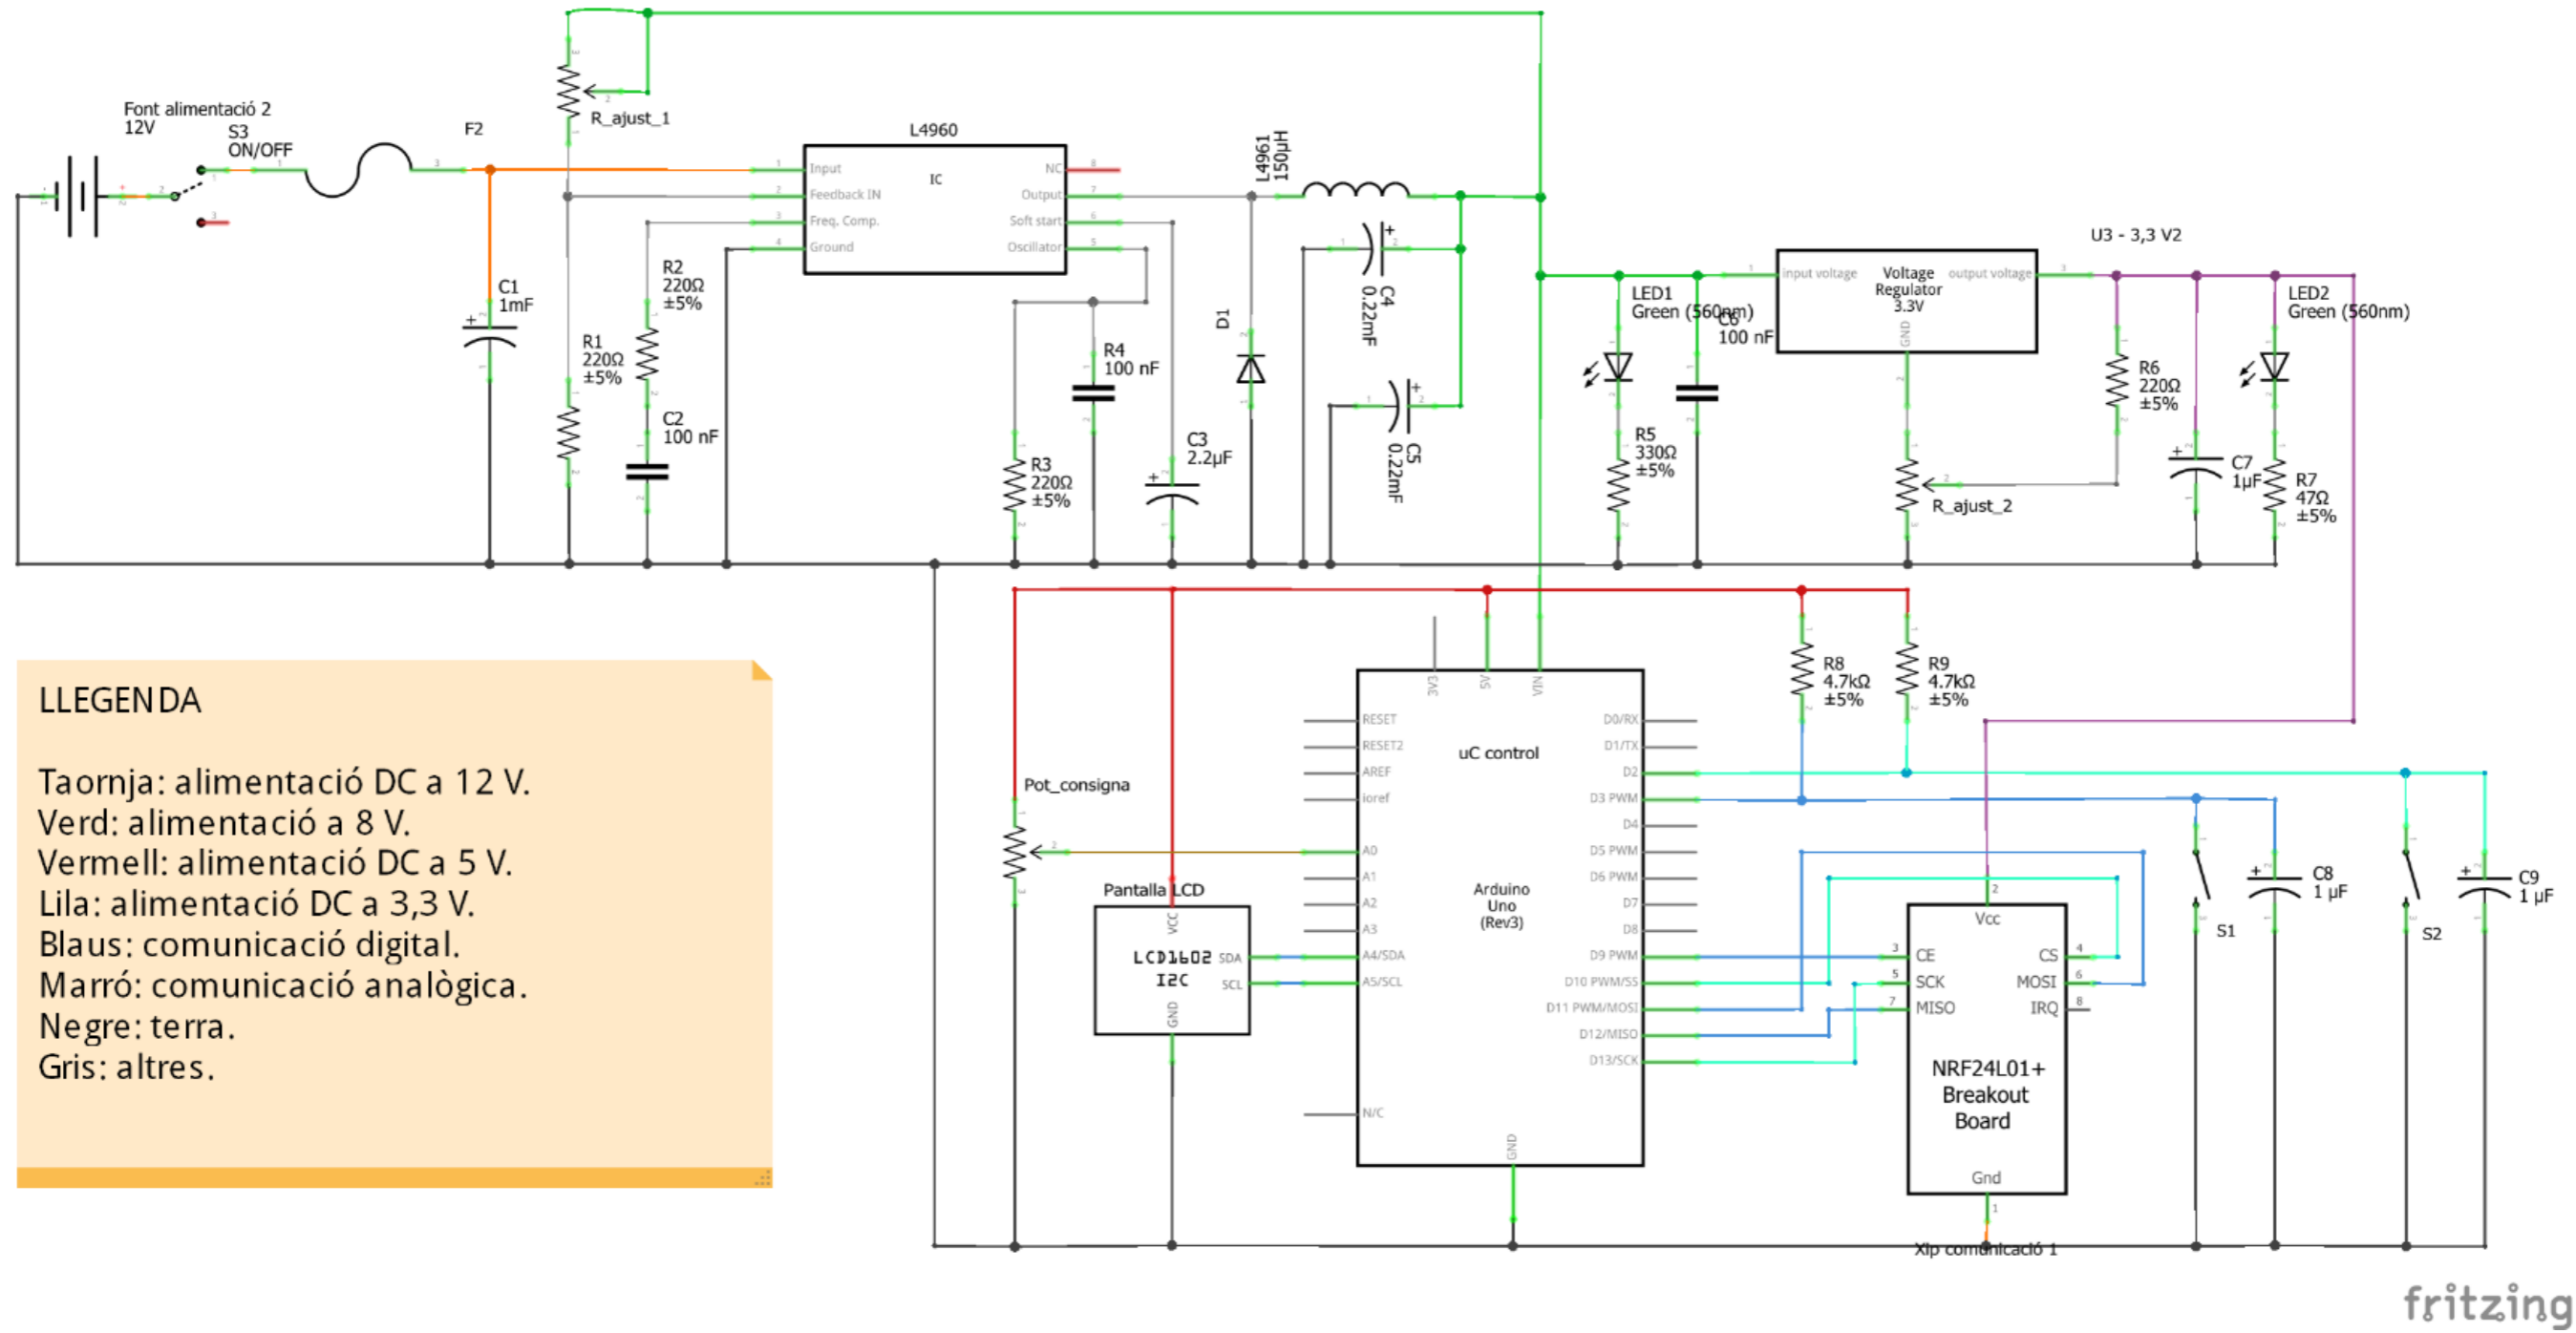 Font alimentació 2
12V
S3
ON/OFF
F2
R_ajust_1
L4960
IC
Input
Feedback IN
Freq. Comp.
Ground
NC
Output
Soft start
Oscillator
L4961
150µH
C1
1mF
R1
220Ω
±5%
R2
220Ω
±5%
C2
100 nF
R3
220Ω
±5%
R4
100 nF
C3
2.2µF
D1
C4
0.22mF
C5
0.22mF
LED1
Green (560nm)
C6
100 nF
R5
330Ω
±5%
U3 - 3,3 V2
input voltage
Voltage
Regulator
3.3V
output voltage
GND
R_ajust_2
R6
220Ω
±5%
C7
1µF
LED2
Green (560nm)
R7
47Ω
±5%
LLEGENDA
Taornja: alimentació DC a 12 V.
Verd: alimentació a 8 V.
Vermell: alimentació DC a 5 V.
Lila: alimentació DC a 3,3 V.
Blaus: comunicació digital.
Marró: comunicació analògica.
Negre: terra.
Gris: altres.
Pot_consigna
Pantalla LCD
VCC
LCD1602
I2C
SDA
SCL
GND
3V3
5V
VIN
RESET
RESET2
AREF
ioref
A0
A1
A2
A3
A4/SDA
A5/SCL
N/C
uC control
Arduino
Uno
(Rev3)
D0/RX
D1/TX
D2
D3 PWM
D4
D5 PWM
D6 PWM
D7
D8
D9 PWM
D10 PWM/SS
D11 PWM/MOSI
D12/MISO
D13/SCK
GND
R8
4.7kΩ
±5%
R9
4.7kΩ
±5%
2
Vcc
3
CE
5
SCK
7
MISO
CS
4
MOSI
6
IRQ
8
NRF24L01+
Breakout
Board
Gnd
1
Xip comunicació 1
S1
C8
1 µF
S2
C9
1 µF
fritzing